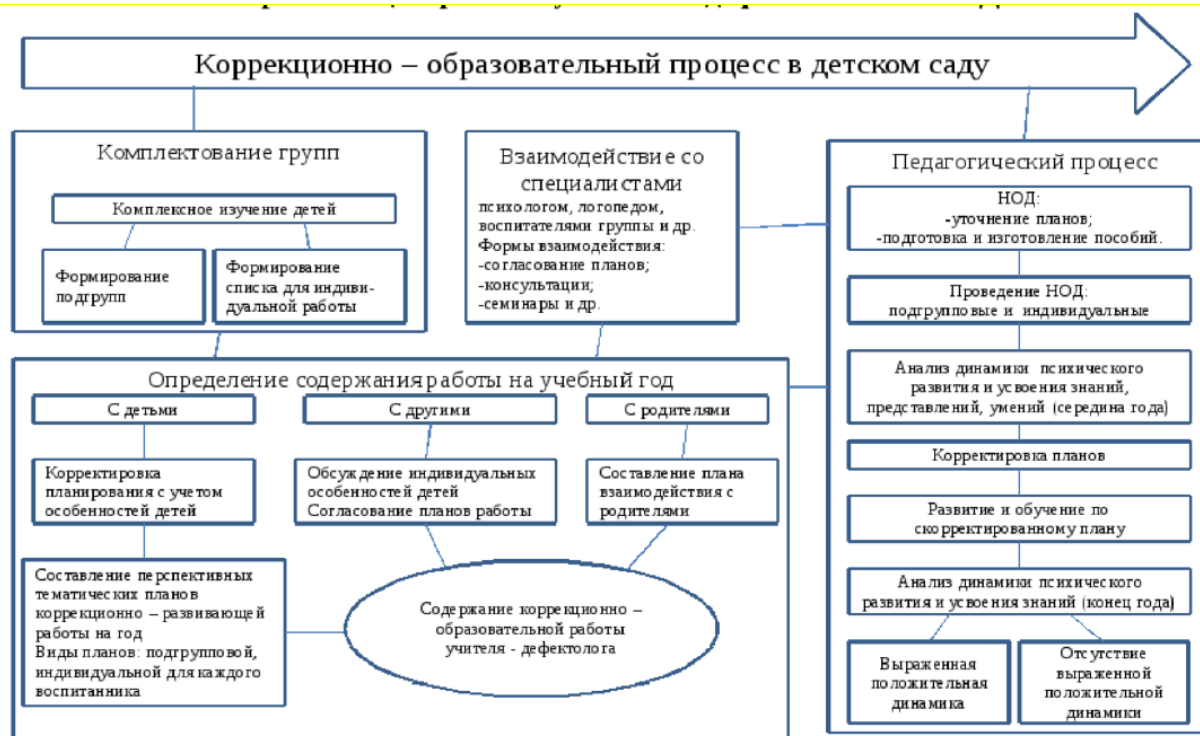 Коррекционно – образовательный процесс в детском саду
Комплектование групп
Комплексное изучение детей
Формирование
подгрупп
Формирование
списка для индиви-
дуальной работы
Взаимодействие со
специалистами
психологом, логопедом,
воспитателями группы и др.
Формы взаимодействия:
-согласование планов;
-консультации;
-семинары и др.
Педагогический процесс
НОД:
-уточнение планов;
-подготовка и изготовление пособий.
Проведение НОД:
подгрупповые и индивидуальные
Анализ динамики психического
развития и усвоения знаний,
представлений, умений (середина года)
Корректировка планов
Развитие и обучение по
скорректированному плану
Анализ динамики психического
развития и усвоения знаний (конец года)
Выраженная
положительная
динамика
Отсутствие
выраженной
положительной
динамики
Определение содержания работы на учебный год
С детьми
С другими
С родителями
Корректировка
планирования с учетом
особенностей детей
Обсуждение индивидуальных
особенностей детей
Согласование планов работы
Составление плана
взаимодействия с
родителями
Составление перспективных
тематических планов
коррекционно – развивающей
работы на год
Виды планов: подгрупповой,
индивидуальной для каждого
воспитанника
Содержание коррекционно –
образовательной работы
учителя - дефектолога